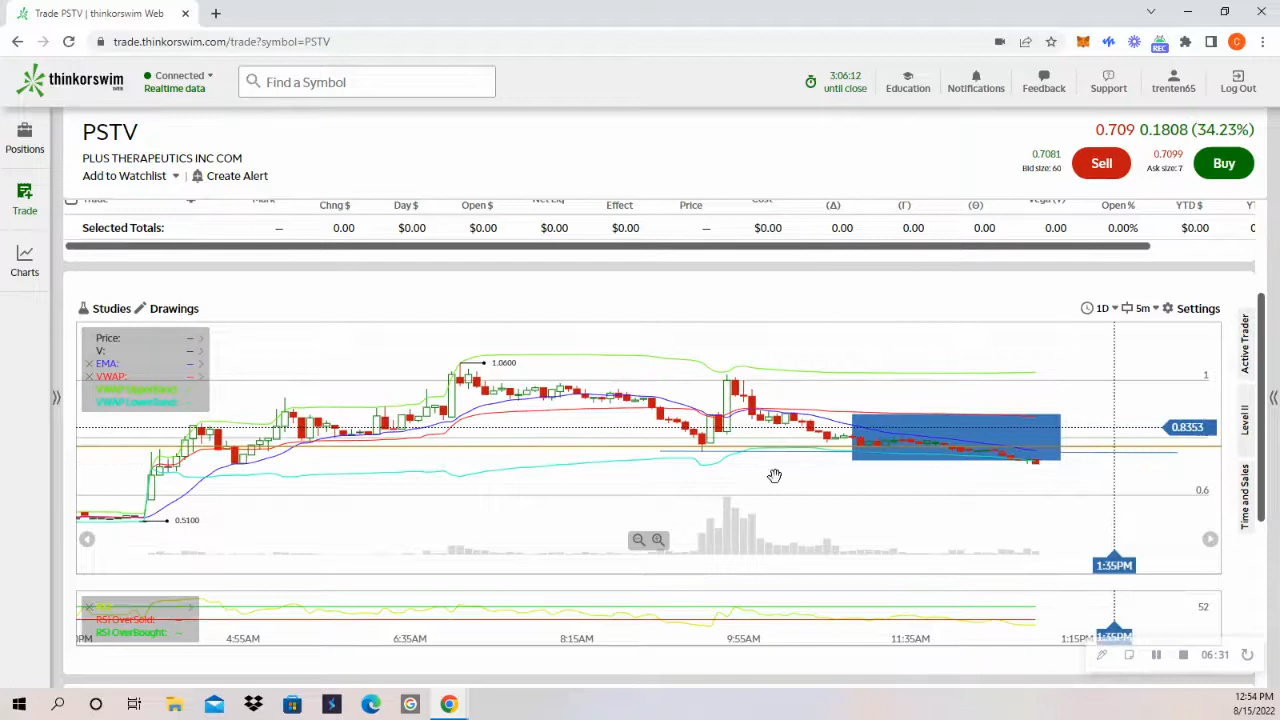 Trade PSTV | thinkorswim Web
trade.thinkorswim.com/trade?symbol=PSTV
REC
C
thinkorswim
WEB
Connected
Realtime data
Find a Symbol
3:06:12
until close
Education
Notifications
Feedback
Support
trenten65
Log Out
Positions
Trade
Charts
PSTV
PLUS THERAPEUTICS INC COM
Add to Watchlist
Create Alert
0.709 0.1808 (34.23%)
0.7081
Bid size: 60
Sell
0.7099
Ask size: 7
Buy
Trade Mark Net Liq Cost Vega (V)
Chng $ Day $ Open $ Effect Price (Δ) (Γ) (Θ) Open % YTD $
Selected Totals: — 0.00 $0.00 $0.00 $0.00 $0.00 — $0.00 0.00 0.00 0.00 0.00 0.00% $0.00
Studies Drawings
1D 5m Settings
Price: –
V: –
EMA: –
VWAP: –
VWAP UpperBand: –
VWAP LowerBand: –
1.0600
0.5100
1
0.8353
0.6
1:35PM
Active Trader
Level II
Time and Sales
RSI OverSold: –
RSI OverBought: –
52
4:55AM 6:35AM 8:15AM 9:55AM 11:35AM 1:15PM 1:35PM
06:31
12:54 PM
8/15/2022